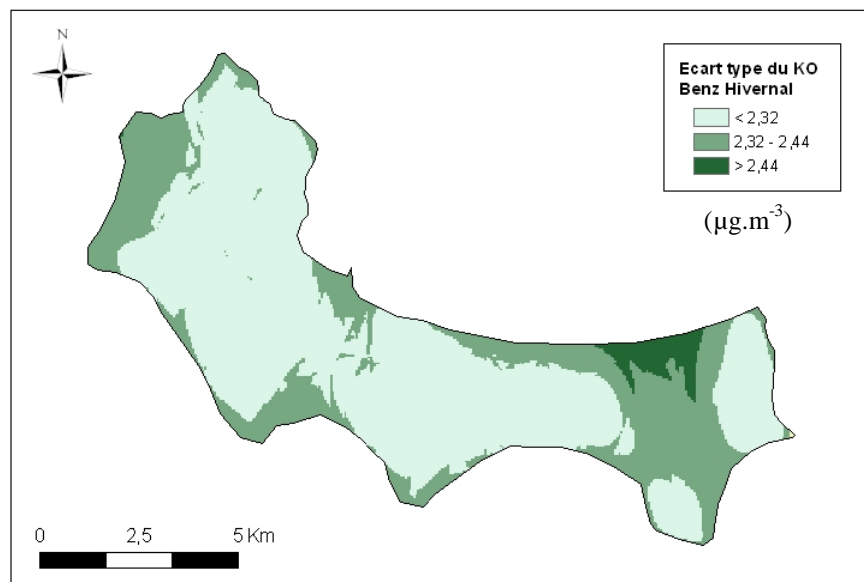 N
Ecart type du KO
Benz Hivernal
< 2,32
2,32 - 2,44
> 2,44
(µg.m-3)
0 2,5 5 Km